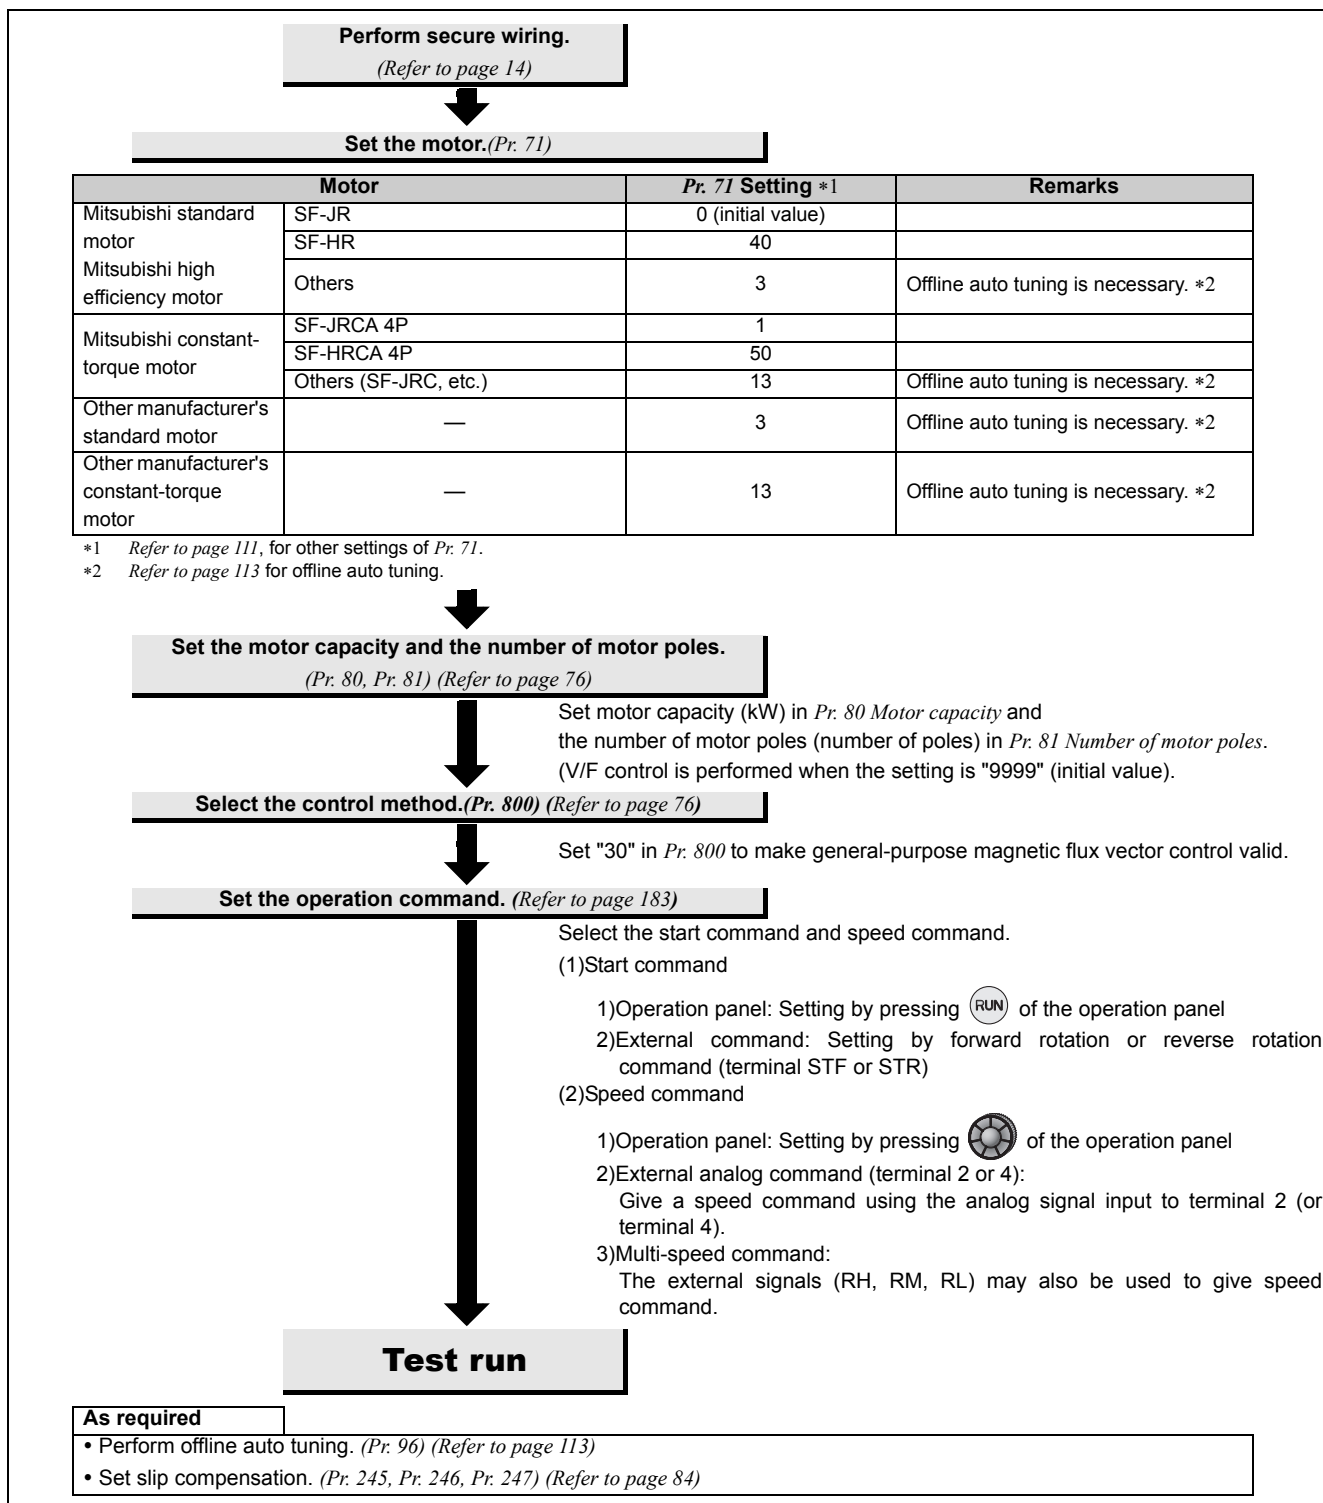 Perform secure wiring.
(Refer to page 14)
Set the motor.(Pr. 71)
Motor Pr. 71 Setting *1 Remarks
Mitsubishi standard motor
Mitsubishi high efficiency motor
SF-JR 0 (initial value)
SF-HR 40
Others 3 Offline auto tuning is necessary. *2
Mitsubishi constant-
torque motor
SF-JRCA 4P 1
SF-HRCA 4P 50
Others (SF-JRC, etc.) 13 Offline auto tuning is necessary. *2
Other manufacturer's
standard motor
— 3 Offline auto tuning is necessary. *2
Other manufacturer's
constant-torque
motor
— 13 Offline auto tuning is necessary. *2
*1 Refer to page 111, for other settings of Pr. 71.
*2 Refer to page 113 for offline auto tuning.
Set the motor capacity and the number of motor poles.
(Pr. 80, Pr. 81) (Refer to page 76)
Set motor capacity (kW) in Pr. 80 Motor capacity and
the number of motor poles (number of poles) in Pr. 81 Number of motor poles.
(V/F control is performed when the setting is "9999" (initial value).
Select the control method.(Pr. 800) (Refer to page 76)
Set "30" in Pr. 800 to make general-purpose magnetic flux vector control valid.
Set the operation command. (Refer to page 183)
Select the start command and speed command.
(1)Start command
1)Operation panel: Setting by pressing RUN of the operation panel
2)External command: Setting by forward rotation or reverse rotation
command (terminal STF or STR)
(2)Speed command
1)Operation panel: Setting by pressing of the operation panel
2)External analog command (terminal 2 or 4):
Give a speed command using the analog signal input to terminal 2 (or
terminal 4).
3)Multi-speed command:
The external signals (RH, RM, RL) may also be used to give speed
command.
Test run
As required
• Perform offline auto tuning. (Pr. 96) (Refer to page 113)
• Set slip compensation. (Pr. 245, Pr. 246, Pr. 247) (Refer to page 84)